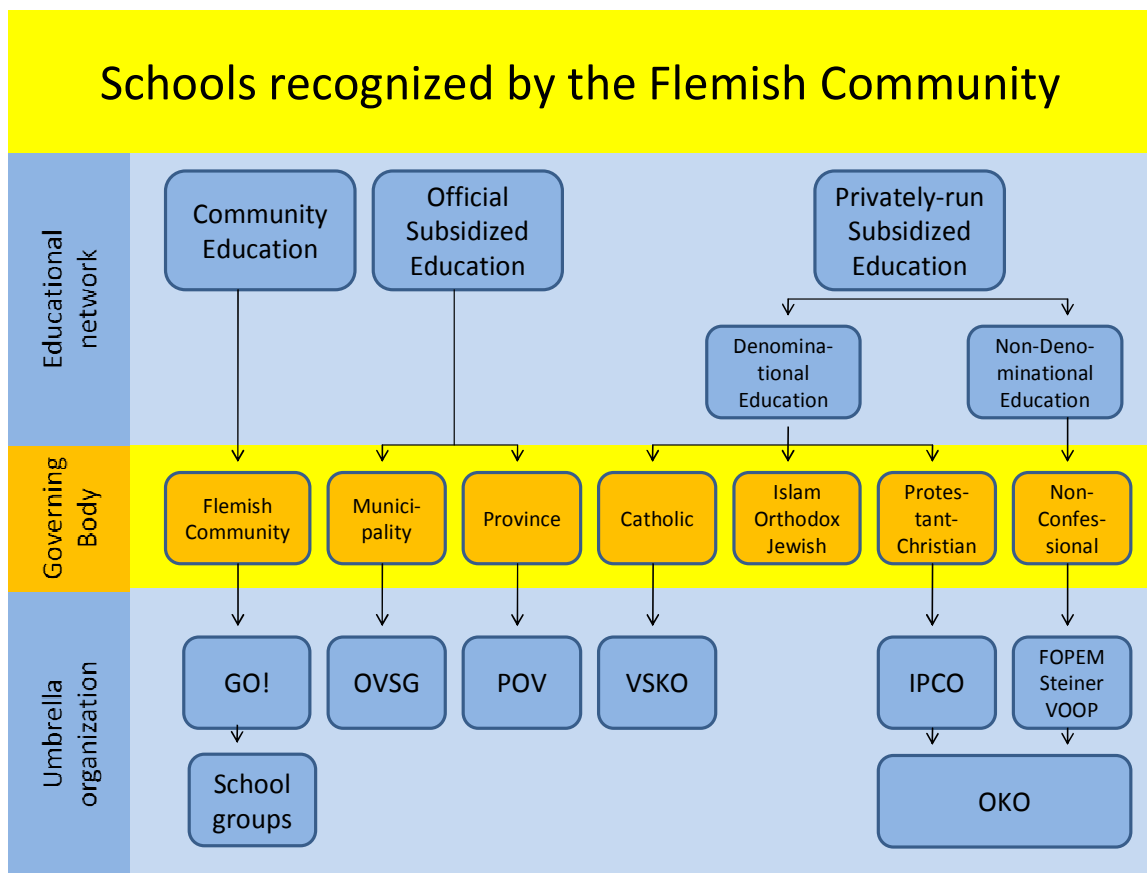 Schools recognized by the Flemish Community
Educational
network
Community
Education
Official
Subsidized
Education
Privately-run
Subsidized
Education
Denomina-
tional
Education
Non-Deno-
minational
Education
Governing
Body
Flemish
Community
Munici-
pality
Province
Catholic
Islam
Orthodox
Jewish
Protes-
tant-
Christian
Non-
Confes-
sional
Umbrella
organization
GO!
OVSG
POV
VSKO
IPCO
FOPEM
Steiner
VOOP
School
groups
OKO